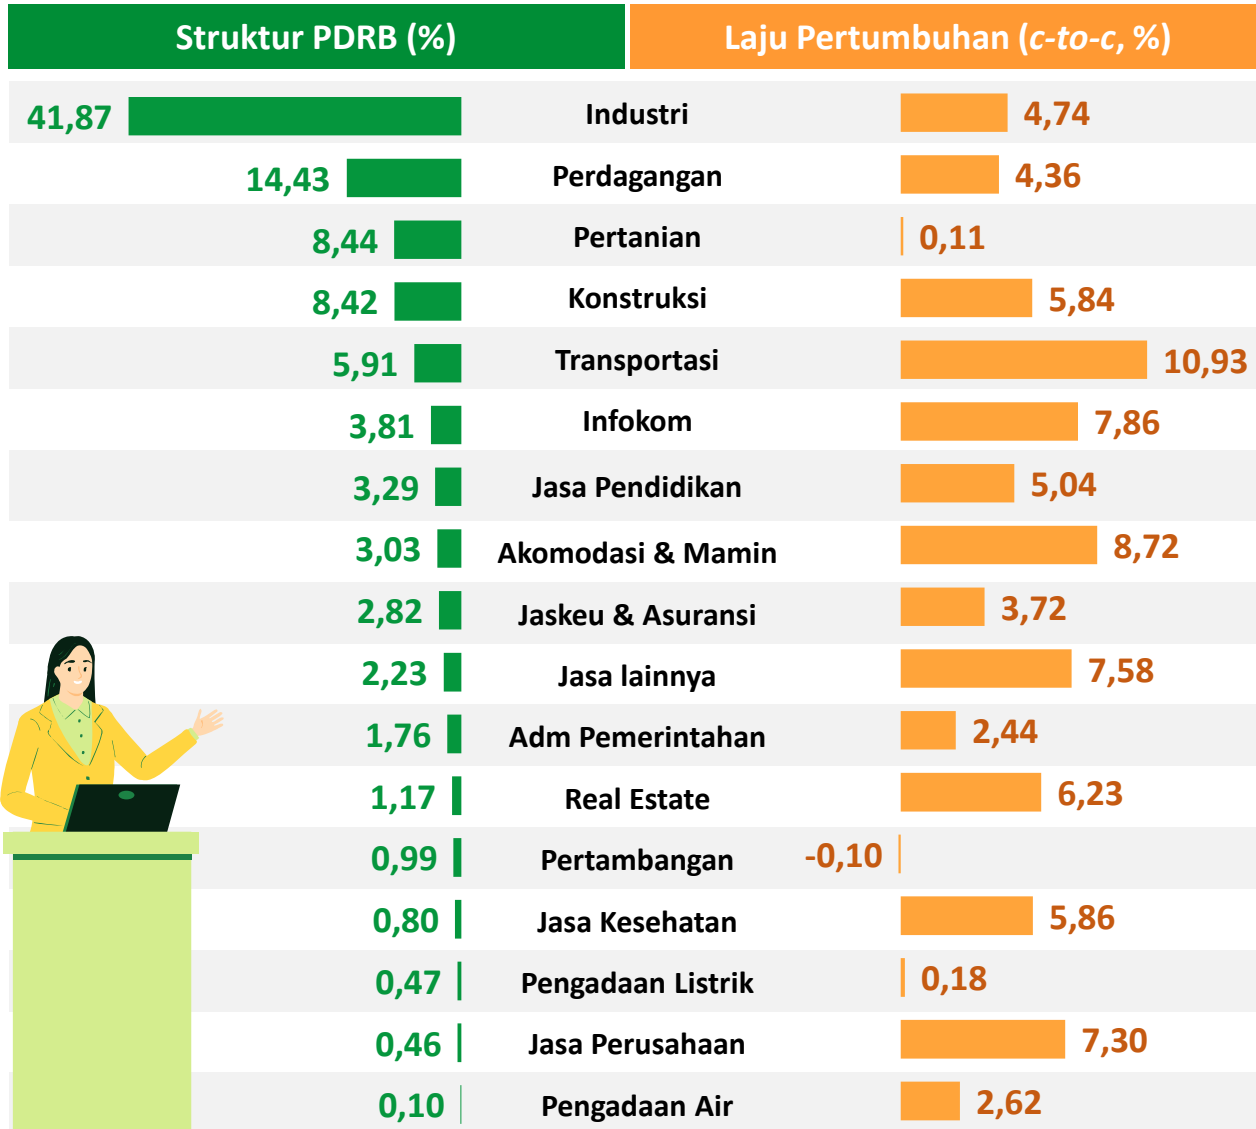 Struktur PDRB (%) Laju Pertumbuhan (c-to-c, %)
41,87 Industri 4,74
14,43 Perdagangan 4,36
8,44 Pertanian 0,11
8,42 Konstruksi 5,84
5,91 Transportasi 10,93
3,81 Infokom 7,86
3,29 Jasa Pendidikan 5,04
3,03 Akomodasi & Mamin 8,72
2,82 Jaskeu & Asuransi 3,72
2,23 Jasa lainnya 7,58
1,76 Adm Pemerintahan 2,44
1,17 Real Estate 6,23
0,99 Pertambangan -0,10
0,80 Jasa Kesehatan 5,86
0,47 Pengadaan Listrik 0,18
0,46 Jasa Perusahaan 7,30
0,10 Pengadaan Air 2,62